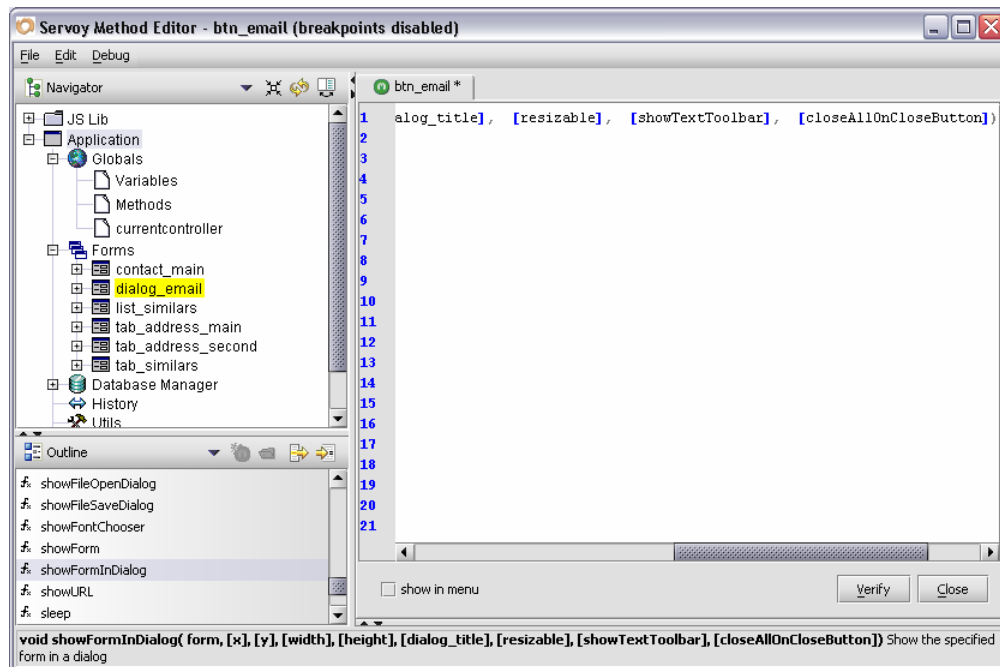 Servoy Method Editor - btn_email (breakpoints disabled)
File Edit Debug
Navigator
btn_email *
JS Lib
Application
Globals
Variables
Methods
currentcontroller
Forms
contact_main
dialog_email
list_similars
tab_address_main
tab_address_second
tab_similars
Database Manager
History
Utils
Outline
showFileOpenDialog
showFileSaveDialog
showFontChooser
showForm
showFormInDialog
showURL
sleep
1 alog_title], [resizable], [showTextToolbar], [closeAllOnCloseButton])
2
3
4
5
6
7
8
9
10
11
12
13
14
15
16
17
18
19
20
21
show in menu
Verify Close
void showFormInDialog( form, [x], [y], [width], [height], [dialog_title], [resizable], [showTextToolbar], [closeAllOnCloseButton]) Show the specified
form in a dialog